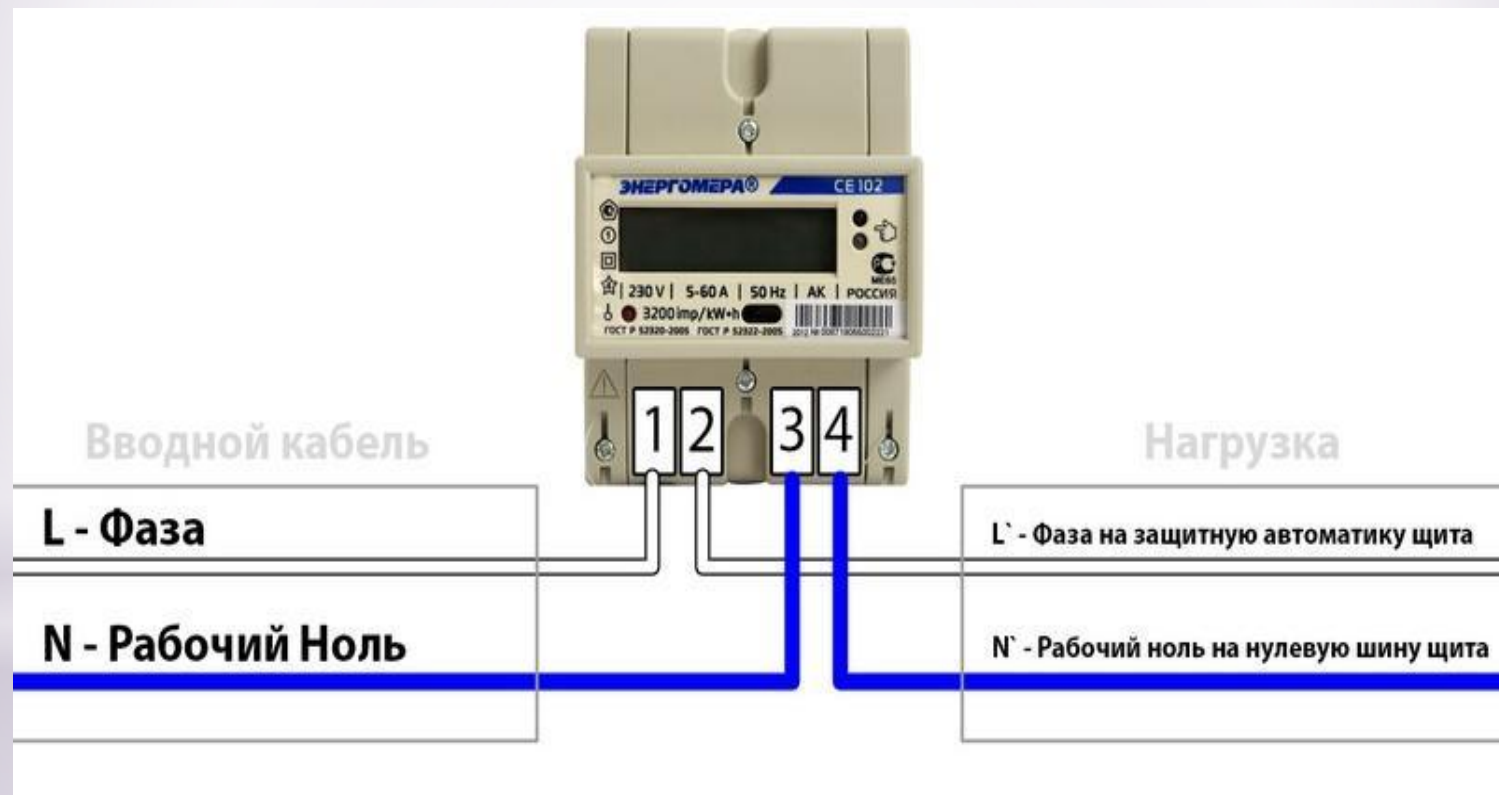 ЭНЕРГОМЕРА® CE 102
230 V | 5-60 A | 50 Hz | AK | РОССИЯ
3200 imp/kW•h
ГОСТ Р 52320-2005 ГОСТ Р 52322-2005
1 2 3 4
Вводной кабель
Нагрузка
L - Фаза
L` - Фаза на защитную автоматику щита
N - Рабочий Ноль
N` - Рабочий ноль на нулевую шину щита